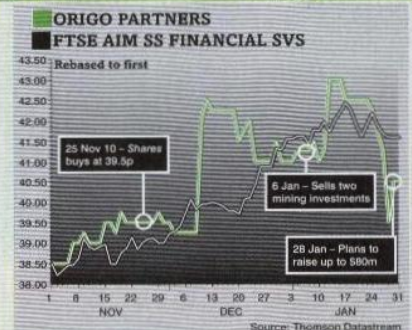 ORIGO PARTNERS
FTSE AIM SS FINANCIAL SVS
43.50 Rebased to first
43.00
42.50
42.00
41.50
41.00
40.50
40.00
39.50
39.00
38.50
38.00
25 Nov 10 – Shares
buys at 39.5p
6 Jan – Sells two
mining investments
28 Jan – Plans to
raise up to $80m
1 8 15 22 29 6 13 20 27 3 10 17 24 31
NOV DEC JAN
Source: Thomson Datastream